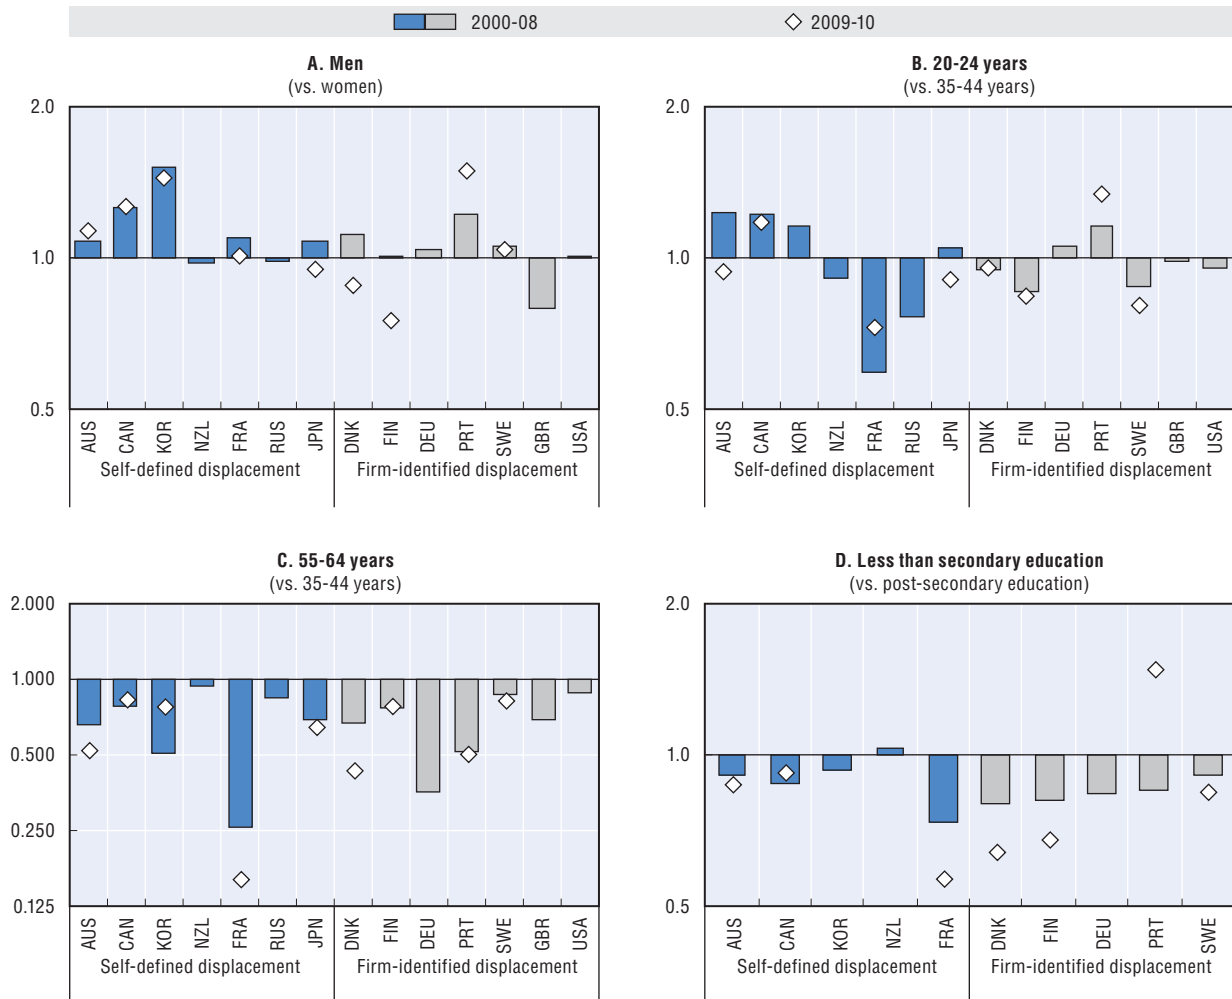 2000-08 2009-10
A. Men
(vs. women)
2.0
1.0
0.5
AUS CAN KOR NZL FRA RUS JPN DNK FIN DEU PRT SWE GBR USA
Self-defined displacement Firm-identified displacement
B. 20-24 years
(vs. 35-44 years)
2.0
1.0
0.5
AUS CAN KOR NZL FRA RUS JPN DNK FIN DEU PRT SWE GBR USA
Self-defined displacement Firm-identified displacement
C. 55-64 years
(vs. 35-44 years)
2.000
1.000
0.500
0.250
0.125
AUS CAN KOR NZL FRA RUS JPN DNK FIN DEU PRT SWE GBR USA
Self-defined displacement Firm-identified displacement
D. Less than secondary education
(vs. post-secondary education)
2.0
1.0
0.5
AUS CAN KOR NZL FRA DNK FIN DEU PRT SWE
Self-defined displacement Firm-identified displacement